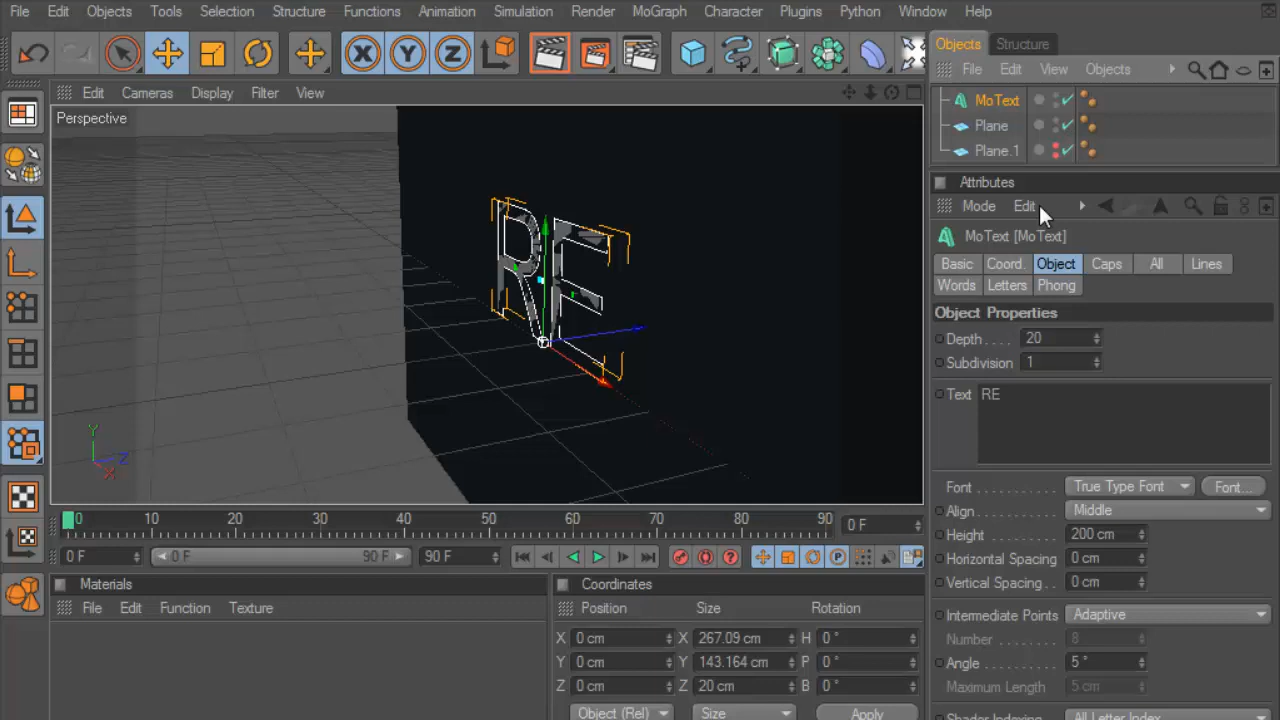 File Edit Objects Tools Selection Structure Functions Animation Simulation Render MoGraph Character Plugins Python Window Help
Objects Structure
File Edit View Objects
Edit Cameras Display Filter View
Perspective
MoText
Plane
Plane.1
Attributes
Mode Edit
MoText [MoText]
Basic Coord. Object Caps All Lines
Words Letters Phong
Object Properties
Depth . . . . 20
Subdivision 1
Text RE
Font . . . . . . . . . . . True Type Font Font...
Align. . . . . . . . . . . Middle
Height . . . . . . . . . 200 cm
Horizontal Spacing 0 cm
Vertical Spacing . . 0 cm
Intermediate Points Adaptive
Number . . . . . . . . 8
Angle . . . . . . . . . . 5 °
Maximum Length 5 cm
Shader Indexing . . All Letter Index
RE
Y
Z
X
X Y Z
0 10 20 30 40 50 60 70 80 90 0 F
0 F 0 F 90 F 90 F
Materials
File Edit Function Texture
Coordinates
Position Size Rotation
X 0 cm X 267.09 cm H 0 °
Y 0 cm Y 143.164 cm P 0 °
Z 0 cm Z 20 cm B 0 °
Object (Rel) Size Apply